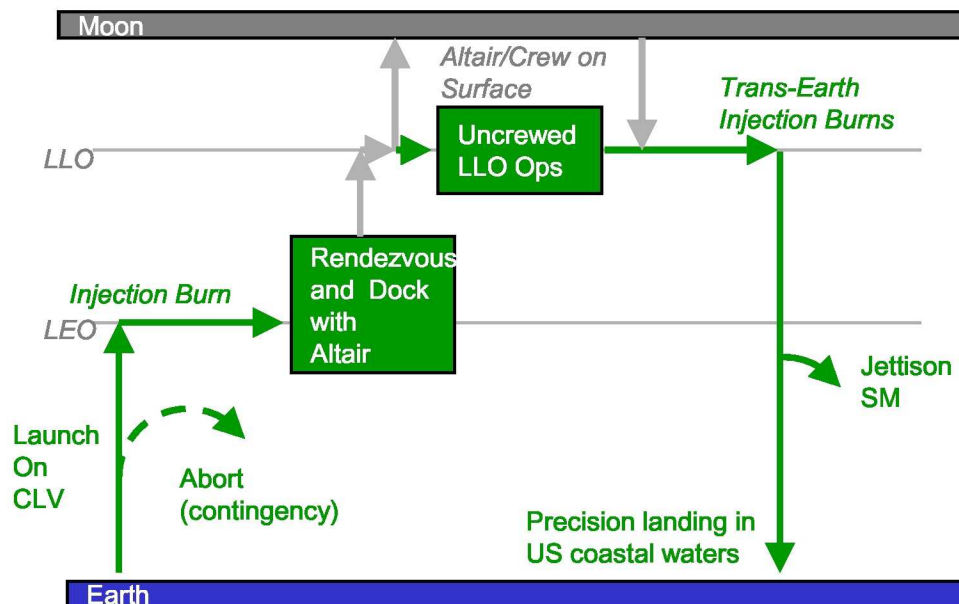 Moon
Altair/Crew on
Surface
Trans-Earth
Injection Burns
LLO
Uncrewed
LLO Ops
Rendezvous
and Dock
with
Altair
Injection Burn
LEO
Jettison
SM
Launch
On
CLV
Abort
(contingency)
Precision landing in
US coastal waters
Earth